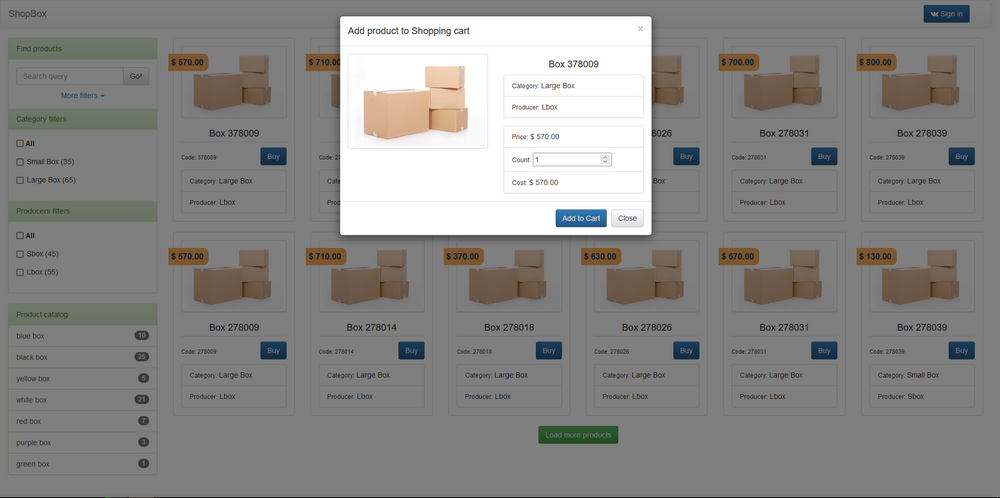 ShopBox
Sign in
Find products
Search query
Go!
More filters
Category filters
All
Small Box (35)
Large Box (65)
Producers filters
All
Sbox (45)
Lbox (55)
Product catalog
blue box 10
black box 25
yellow box 5
white box 21
red box 7
purple box 3
green box 1
Add product to Shopping cart ×
Box 378009
Category: Large Box
Producer: Lbox
Price: $ 570.00
Count: 1
Cost: $ 570.00
Add to Cart
Close
$ 570.00
Box 378009
Code: 378009
Buy
Category: Large Box
Producer: Lbox
$ 710.00
$ 700.00
Box 278031
Code: 278031
Buy
Category: Large Box
Producer: Lbox
$ 800.00
Box 278039
Code: 278039
Buy
Category: Large Box
Producer: Lbox
$ 570.00
Box 278009
Code: 278009
Buy
Category: Large Box
Producer: Lbox
$ 710.00
Box 278014
Code: 278014
Buy
Category: Large Box
Producer: Lbox
$ 370.00
Box 278018
Code: 278018
Buy
Category: Large Box
Producer: Lbox
$ 630.00
Box 278026
Code: 278026
Buy
Category: Large Box
Producer: Lbox
$ 670.00
Box 278031
Code: 278031
Buy
Category: Large Box
Producer: Lbox
$ 130.00
Box 278039
Code: 278039
Buy
Category: Small Box
Producer: Sbox
Load more products